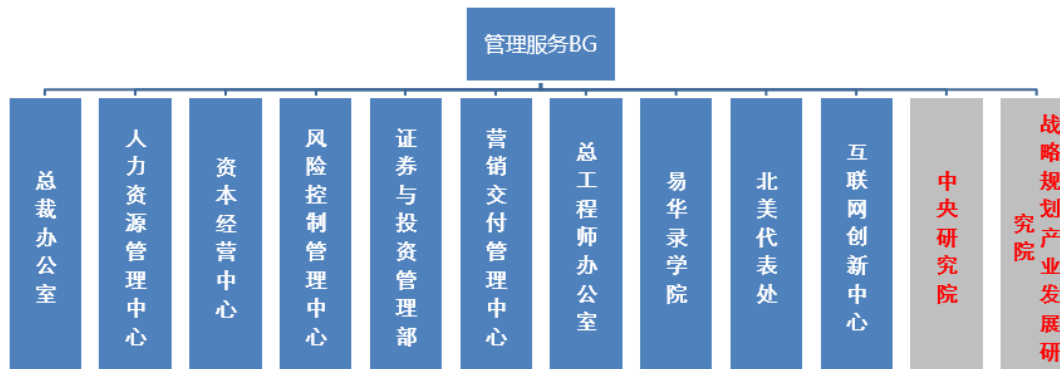 管理服务BG
总裁办公室
人力资源管理中心
资本经营中心
风险控制管理中心
证券与投资管理部
营销交付管理中心
总工程师办公室
易华录学院
北美代表处
互联网创新中心
中央研究院
战略规划产业发展研
究院